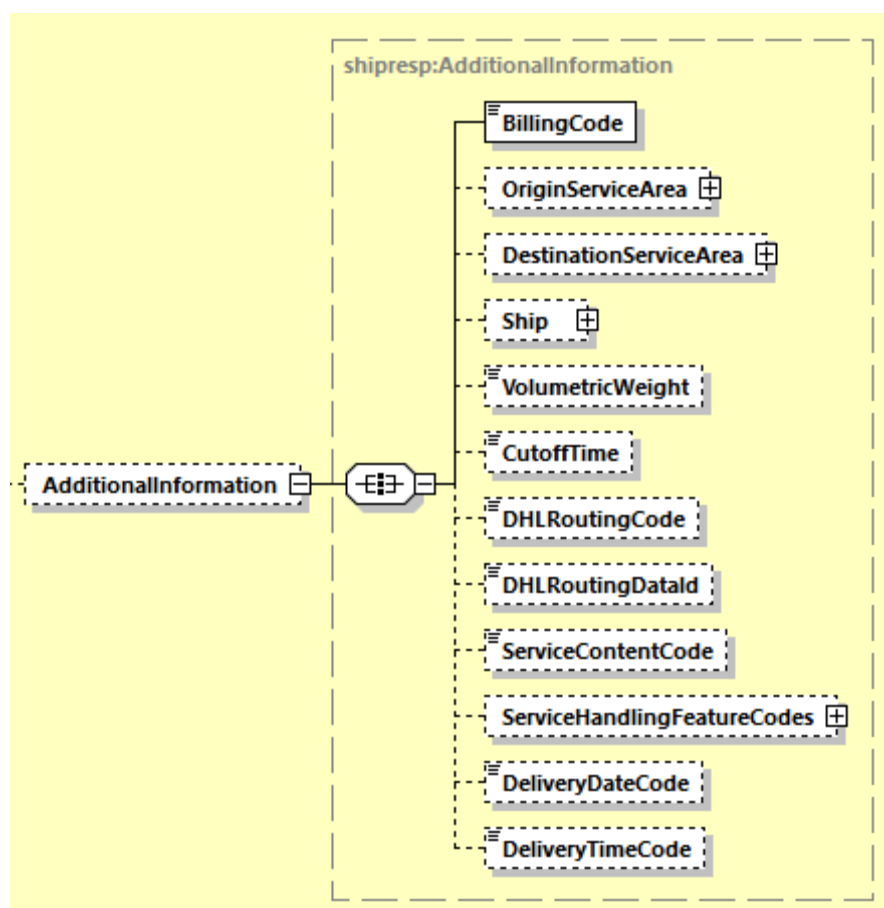 shipresp:AdditionalInformation
BillingCode
OriginServiceArea
DestinationServiceArea
Ship
VolumetricWeight
CutoffTime
AdditionalInformation
DHLRoutingCode
DHLRoutingDataId
ServiceContentCode
ServiceHandlingFeatureCodes
DeliveryDateCode
DeliveryTimeCode